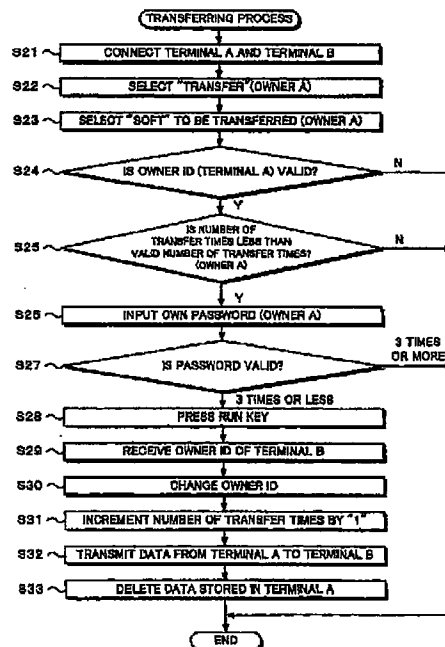 TRANSFERRING PROCESS
S21 CONNECT TERMINAL A AND TERMINAL B
S22 SELECT "TRANSFER" (OWNER A)
S23 SELECT "SOFT" TO BE TRANSFERRED (OWNER A)
S24 IS OWNER ID (TERMINAL A) VALID? N
Y
S25 IS NUMBER OF
TRANSFER TIMES LESS THAN
VALID NUMBER OF TRANSFER TIMES?
(OWNER A)
N
Y
S26 INPUT OWN PASSWORD (OWNER A)
S27 IS PASSWORD VALID?
3 TIMES
OR MORE
3 TIMES OR LESS
S28 PRESS RUN KEY
S29 RECEIVE OWNER ID OF TERMINAL B
S30 CHANGE OWNER ID
S31 INCREMENT NUMBER OF TRANSFER TIMES BY "1"
S32 TRANSMIT DATA FROM TERMINAL A TO TERMINAL B
S33 DELETE DATA STORED IN TERMINAL A
END